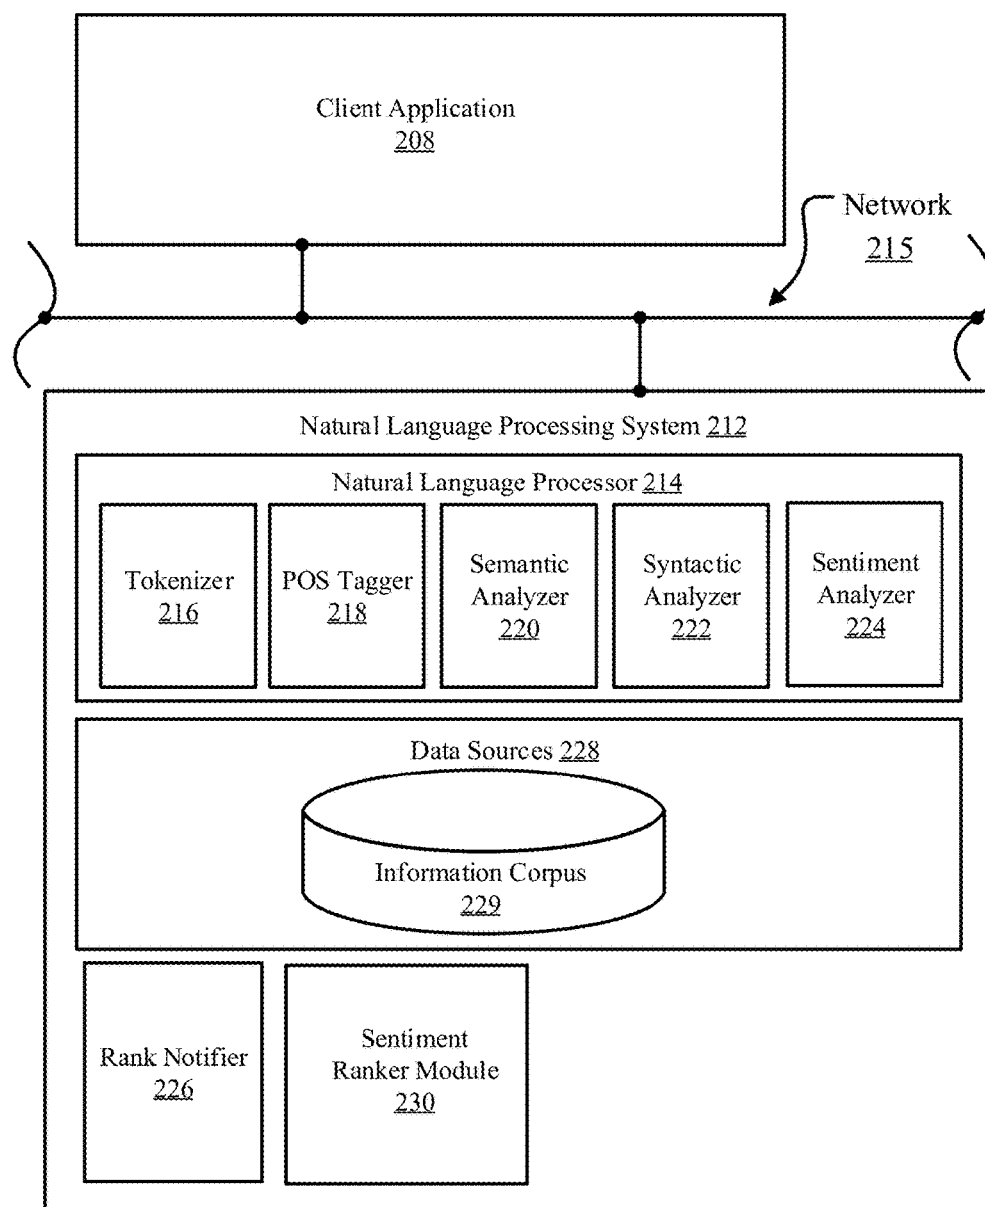 Client Application
208
Network
215
Natural Language Processing System 212
Natural Language Processor 214
Tokenizer
216
POS Tagger
218
Semantic
Analyzer
220
Syntactic
Analyzer
222
Sentiment
Analyzer
224
Data Sources 228
Information Corpus
229
Rank Notifier
226
Sentiment
Ranker Module
230